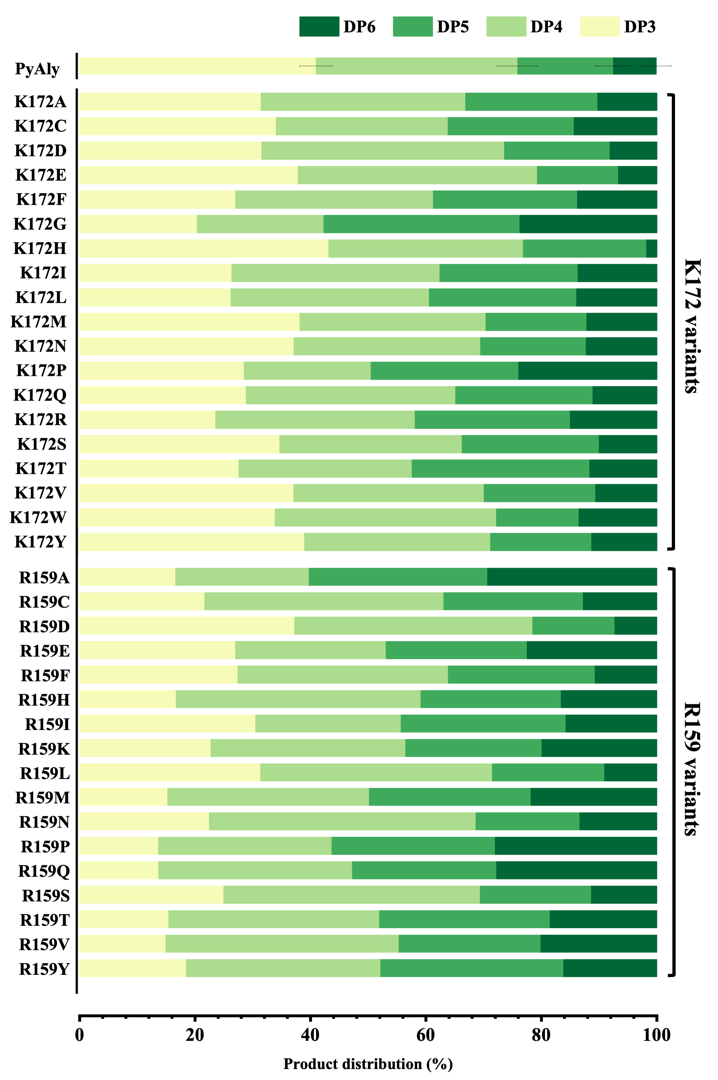 DP6 DP5 DP4 DP3
PyAly
K172A
K172C
K172D
K172E
K172F
K172G
K172H
K172I
K172L
K172M
K172N
K172P
K172Q
K172R
K172S
K172T
K172V
K172W
K172Y
K172 variants
R159A
R159C
R159D
R159E
R159F
R159H
R159I
R159K
R159L
R159M
R159N
R159P
R159Q
R159S
R159T
R159V
R159Y
R159 variants
0 20 40 60 80 100
Product distribution (%)